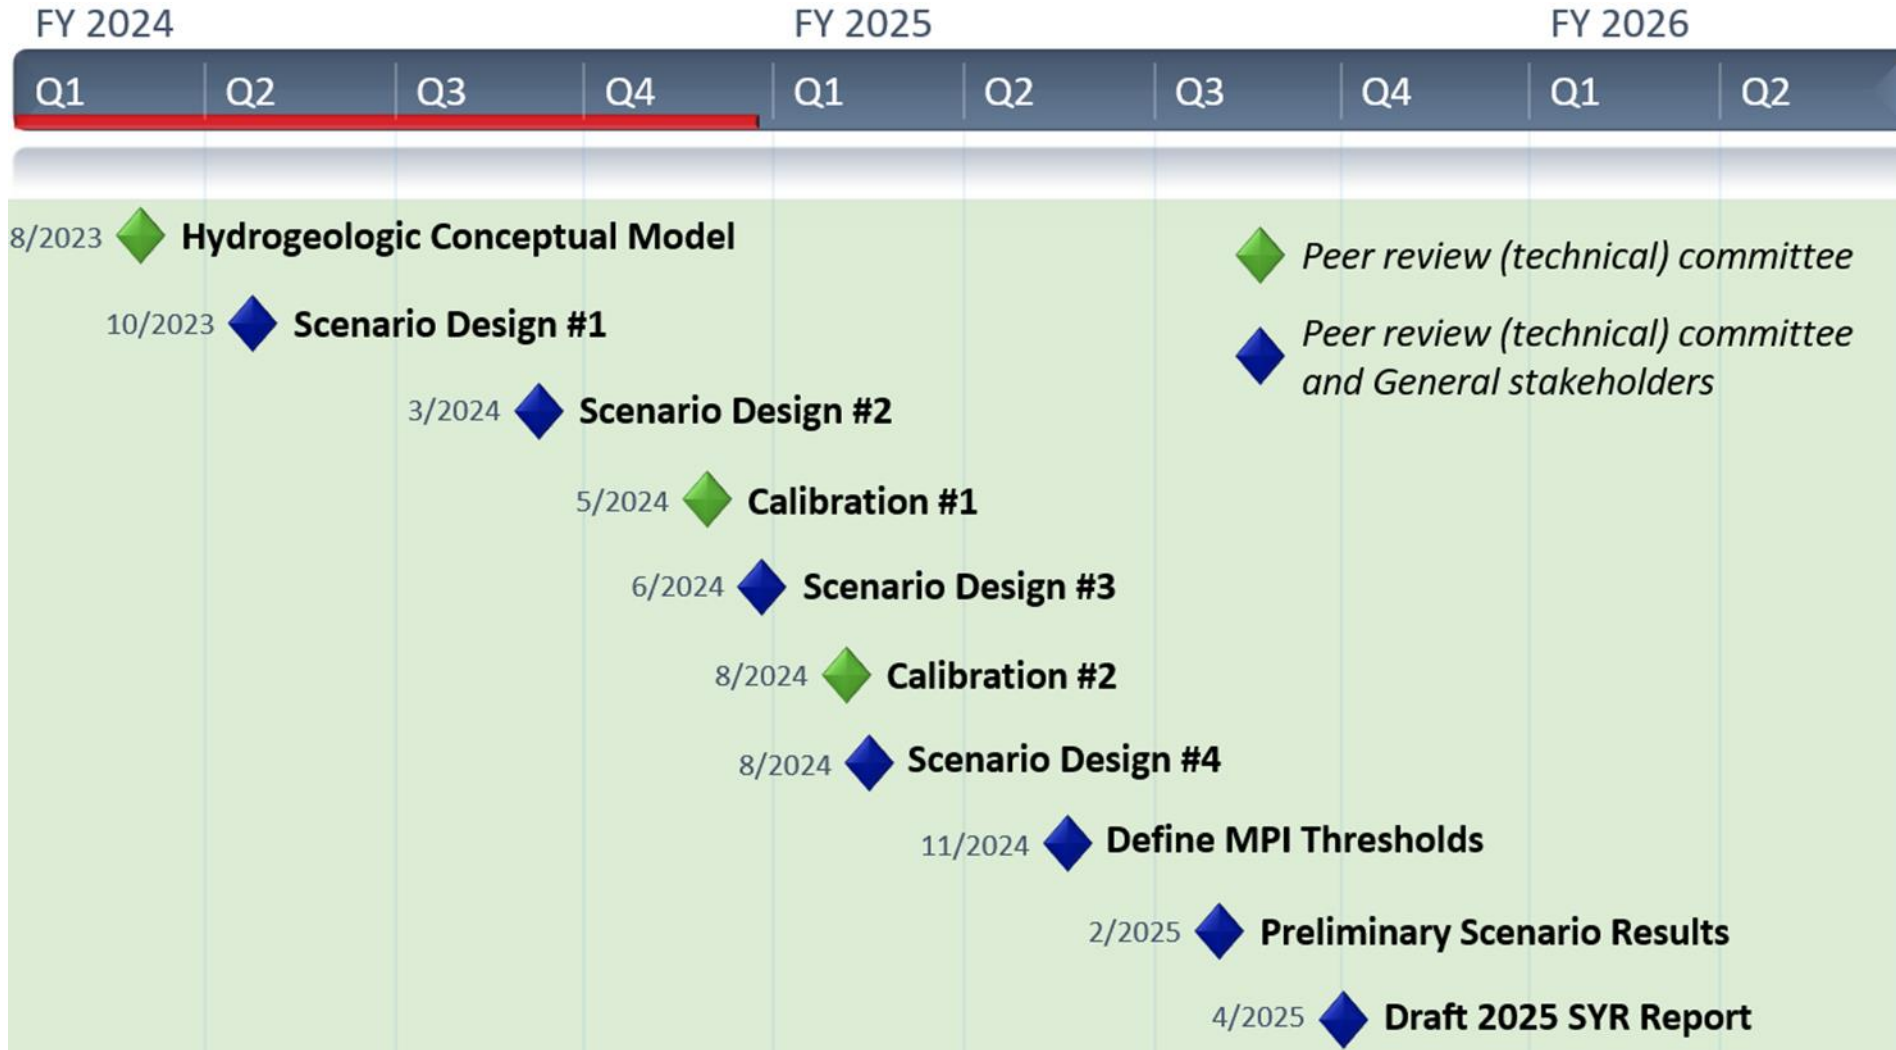 FY 2024 FY 2025 FY 2026
Q1 Q2 Q3 Q4 Q1 Q2 Q3 Q4 Q1 Q2
8/2023 Hydrogeologic Conceptual Model
10/2023 Scenario Design #1
3/2024 Scenario Design #2
5/2024 Calibration #1
6/2024 Scenario Design #3
8/2024 Calibration #2
8/2024 Scenario Design #4
11/2024 Define MPI Thresholds
2/2025 Preliminary Scenario Results
4/2025 Draft 2025 SYR Report
Peer review (technical) committee
Peer review (technical) committee
and General stakeholders